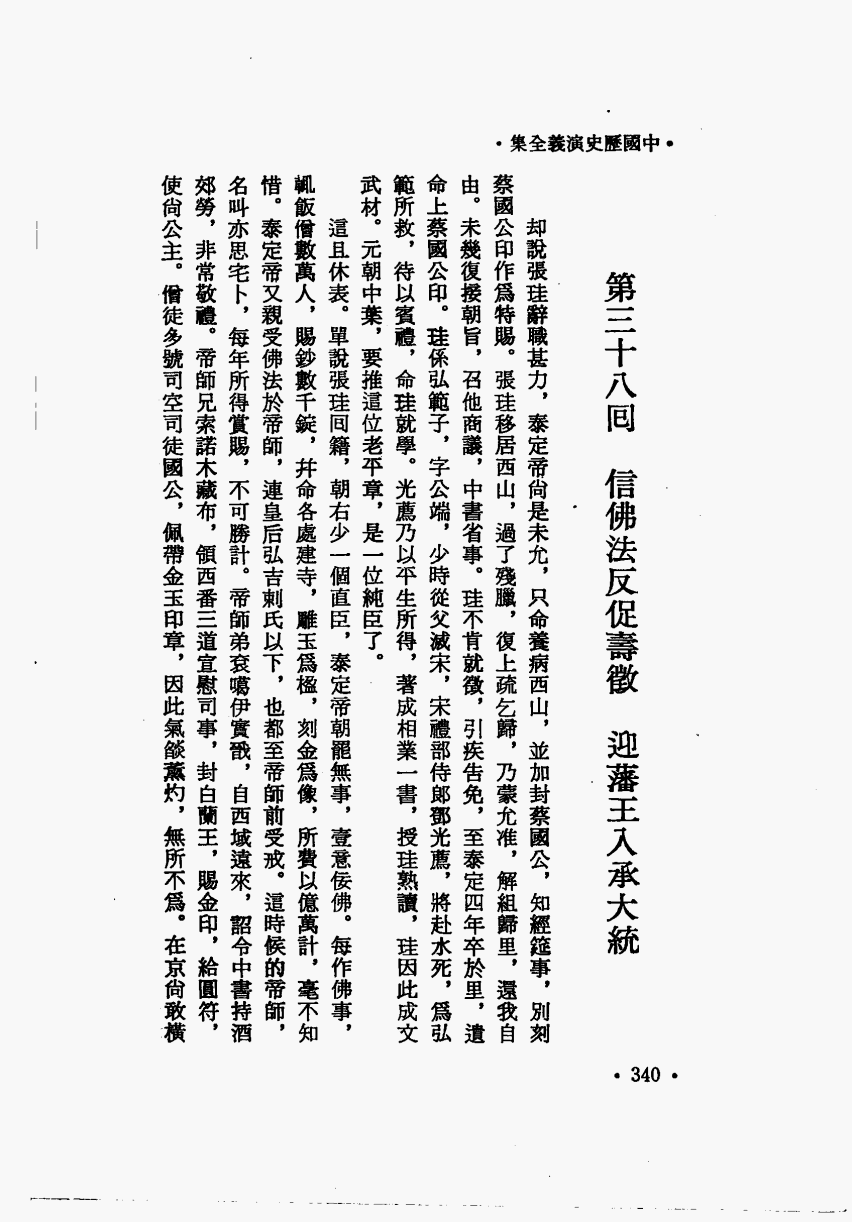 ·中國歷史演義全集·
第三十八回　信佛法反促壽徵　迎藩王入承大統
却說張珪辭職甚力，泰定帝尙是未允，只命養病西山，並加封蔡國公，知經筵事，別刻
蔡國公印作爲特賜。張珪移居西山，過了殘臘，復上疏乞歸，乃蒙允准，解組歸里，還我自
由。未幾復接朝旨，召他商議，中書省事。珪不肯就徵，引疾告免，至泰定四年卒於里，遺
命上蔡國公印。珪係弘範子，字公端，少時從父滅宋，宋禮部侍郎鄧光薦，將赴水死，爲弘
範所救，待以賓禮，命珪就學。光薦乃以平生所得，著成相業一書，授珪熟讀，珪因此成文
武材。元朝中葉，要推這位老平章，是一位純臣了。
這且休表。單說張珪回籍，朝右少一個直臣，泰定帝朝罷無事，壹意佞佛。每作佛事，
輒飯僧數萬人，賜鈔數千錠，幷命各處建寺，雕玉爲楹，刻金爲像，所費以億萬計，毫不知
惜。泰定帝又親受佛法於帝師，連皇后弘吉剌氏以下，也都至帝師前受戒。這時候的帝師，
名叫亦思宅卜，每年所得賞賜，不可勝計。帝師弟袞噶伊實戩，自西域遠來，詔令中書持酒
郊勞，非常敬禮。帝師兄索諾木藏布，領西番三道宣慰司事，封白蘭王，賜金印，給圓符，
使尙公主。僧徒多號司空司徒國公，佩帶金玉印章，因此氣燄薰灼，無所不爲。在京尙敢橫
·340·